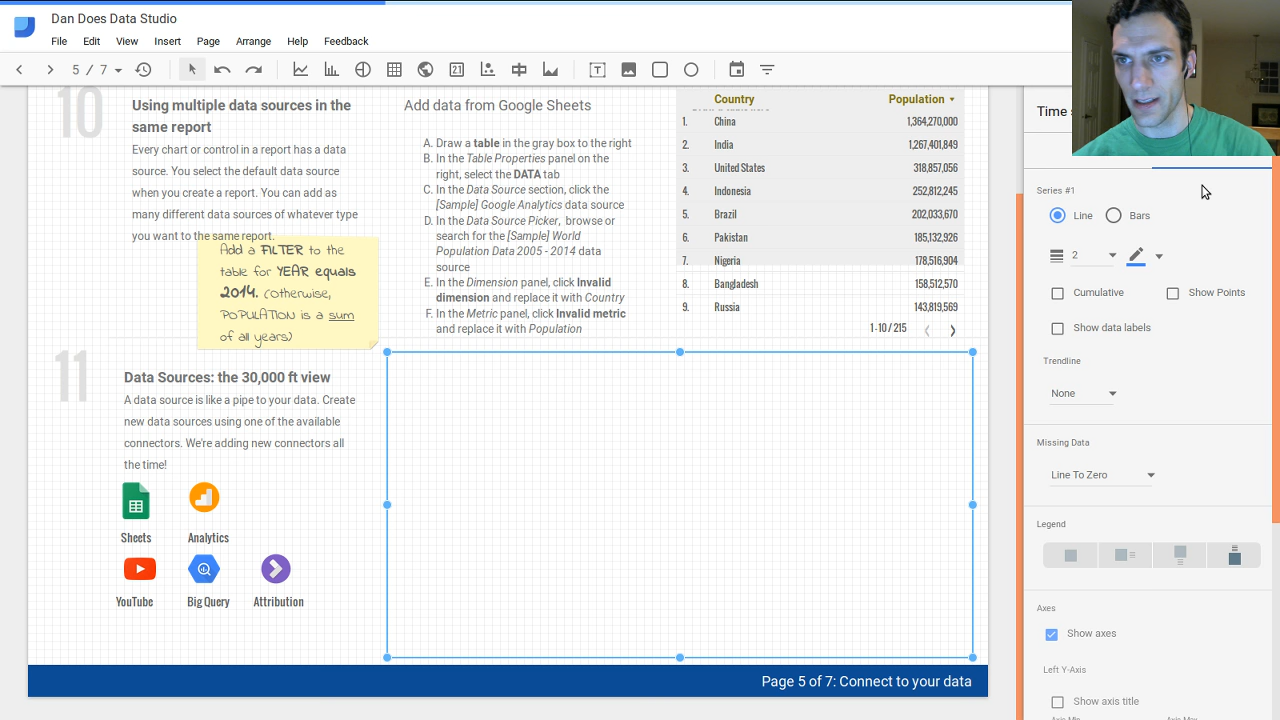 Dan Does Data Studio
File Edit View Insert Page Arrange Help Feedback
5 / 7
21
T
10
Using multiple data sources in the
same report
Every chart or control in a report has a data
source. You select the default data source
when you create a report. You can add as
many different data sources of whatever type
you want to the same report.
Add a FILTER to the
table for YEAR equals
2014. (otherwise,
POPULATION is a sum
of all years)
Add data from Google Sheets
A. Draw a table in the gray box to the right
B. In the Table Properties panel on the
right, select the DATA tab
C. In the Data Source section, click the
[Sample] Google Analytics data source
D. In the Data Source Picker, browse or
search for the [Sample] World
Population Data 2005 - 2014 data
source
E. In the Dimension panel, click Invalid
dimension and replace it with Country
F. In the Metric panel, click Invalid metric
and replace it with Population
Country Population
1. China 1,364,270,000
2. India 1,267,401,849
3. United States 318,857,056
4. Indonesia 252,812,245
5. Brazil 202,033,670
6. Pakistan 185,132,926
7. Nigeria 178,516,904
8. Bangladesh 158,512,570
9. Russia 143,819,569
1-10 / 215
11
Data Sources: the 30,000 ft view
A data source is like a pipe to your data. Create
new data sources using one of the available
connectors. We're adding new connectors all
the time!
Sheets Analytics
YouTube Big Query Attribution
Page 5 of 7: Connect to your data
Time
Series #1
Line Bars
2
Cumulative Show Points
Show data labels
Trendline
None
Missing Data
Line To Zero
Legend
Axes
Show axes
Left Y-Axis
Show axis title
Axis Min Axis Max